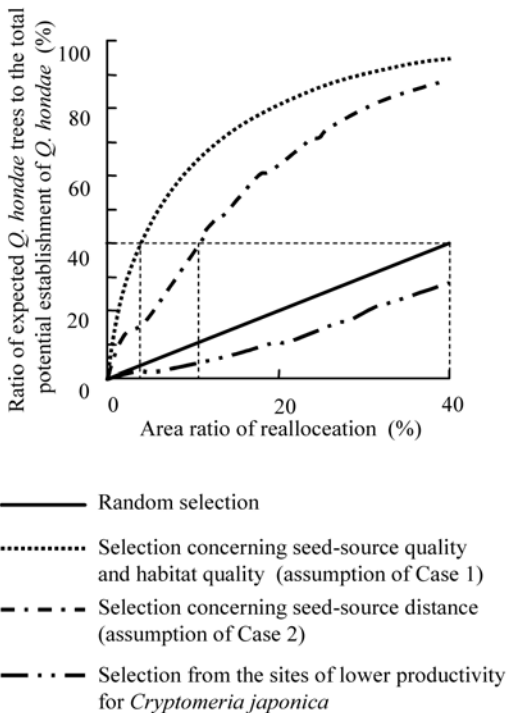 Ratio of expected Q. hondae trees to the total
potential establishment of Q. hondae (%)
100
80
60
40
20
0
0
20
40
Area ratio of realloceation (%)
Random selection
Selection concerning seed-source quality
and habitat quality (assumption of Case 1)
Selection concerning seed-source distance
(assumption of Case 2)
Selection from the sites of lower productivity
for Cryptomeria japonica